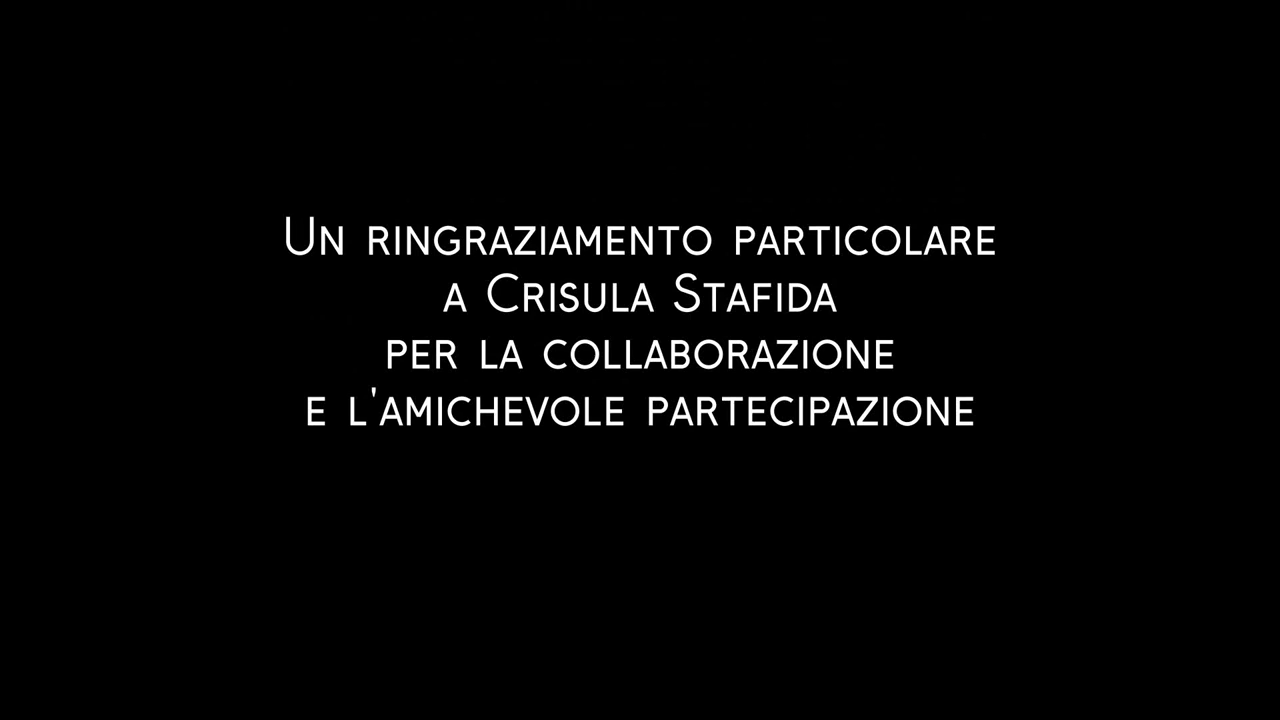 Un ringraziamento particolare
a Crisula Stafida
per la collaborazione
e l'amichevole partecipazione